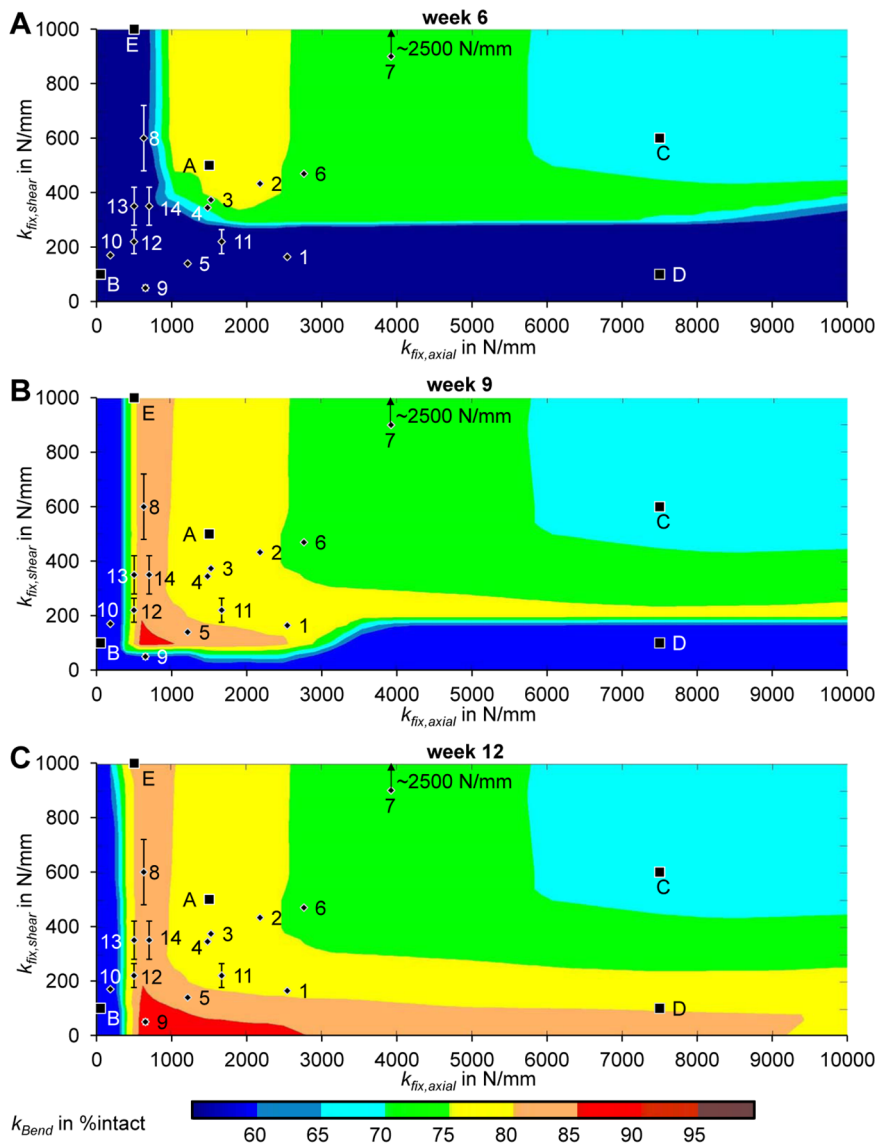 A
week 6
1000
800
600
400
200
0
k_fix,shear in N/mm
E
~2500 N/mm
7
8
A
C
2
6
3
4
13
14
10
12
11
5
1
B
9
D
0 1000 2000 3000 4000 5000 6000 7000 8000 9000 10000
k_fix,axial in N/mm
B
week 9
1000
800
600
400
200
0
k_fix,shear in N/mm
E
~2500 N/mm
7
8
A
C
2
6
3
4
13
14
10
12
11
5
1
B
9
D
0 1000 2000 3000 4000 5000 6000 7000 8000 9000 10000
k_fix,axial in N/mm
C
week 12
1000
800
600
400
200
0
k_fix,shear in N/mm
E
~2500 N/mm
7
8
A
C
2
6
3
4
13
14
10
12
11
5
1
B
9
D
0 1000 2000 3000 4000 5000 6000 7000 8000 9000 10000
k_fix,axial in N/mm
k_Bend in %intact
60 65 70 75 80 85 90 95